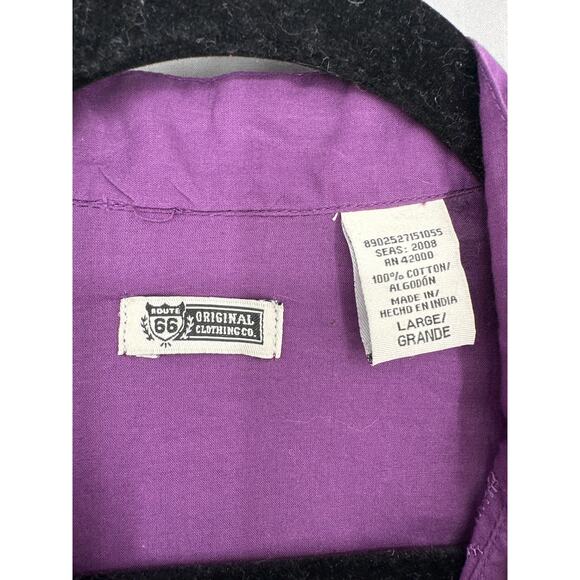 ROUTE
66
ORIGINAL
CLOTHING CO.
8902527151055
SEAS: 2008
RN 42000
100% COTTON/
ALGODÓN
MADE IN/
HECHO EN INDIA
LARGE/
GRANDE